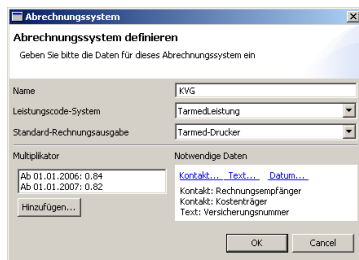 Abrechnungssystem
Abrechnungssystem definieren
Geben Sie bitte die Daten für dieses Abrechnungssystem ein
Name KVG
Leistungscode-System TarmedLeistung
Standard-Rechnungsausgabe Tarmed-Drucker
Multiplikator
Ab 01.01.2006: 0.84
Ab 01.01.2007: 0.82
Hinzufügen...
Notwendige Daten
Kontakt... Text... Datum...
Kontakt: Rechnungsempfänger
Kontakt: Kostenträger
Text: Versicherungsnummer
OK Cancel